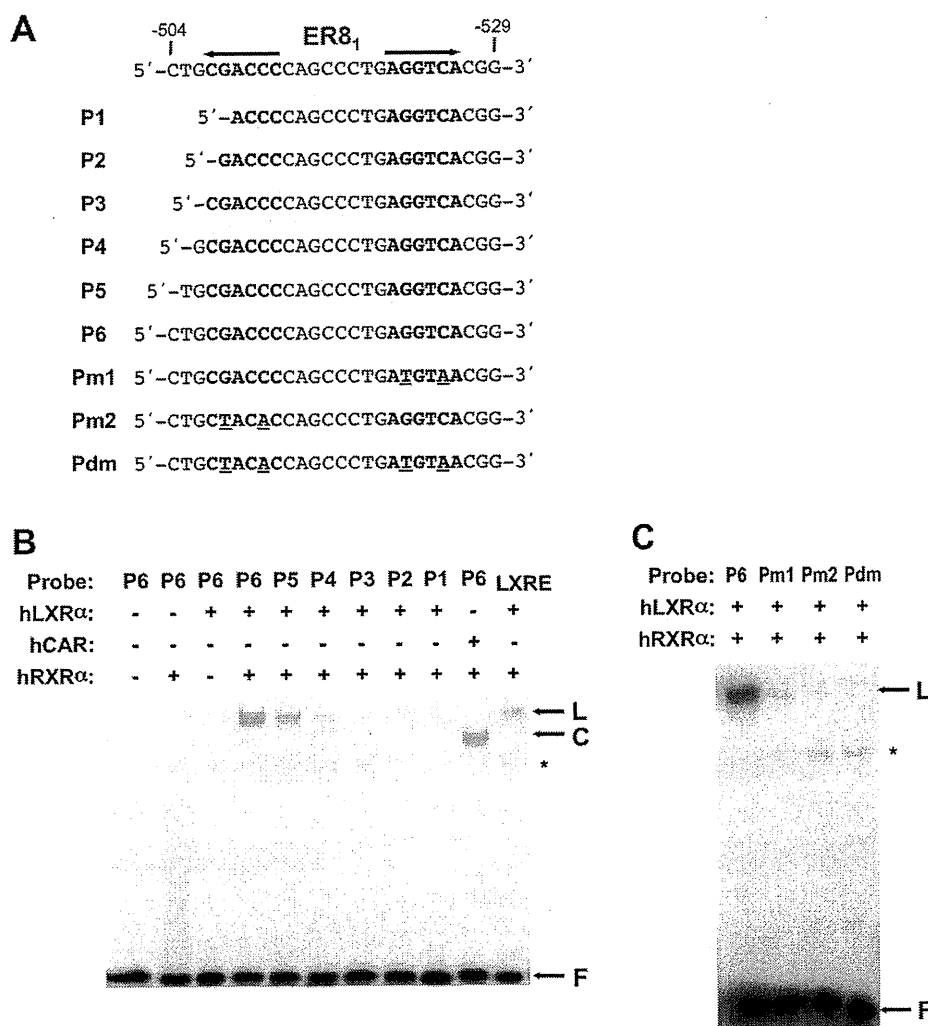 A
-504 ER8₁ -529
5′-CTGCGACCCCAGCCCTGAGGTCACGG-3′
P1 5′-ACCCCAGCCCTGAGGTCACGG-3′
P2 5′-GACCCCAGCCCTGAGGTCACGG-3′
P3 5′-CGACCCCAGCCCTGAGGTCACGG-3′
P4 5′-GCGACCCCAGCCCTGAGGTCACGG-3′
P5 5′-TGCGACCCCAGCCCTGAGGTCACGG-3′
P6 5′-CTGCGACCCCAGCCCTGAGGTCACGG-3′
Pm1 5′-CTGCGACCCCAGCCCTGATGTAACGG-3′
Pm2 5′-CTGCTACACCAGCCCTGAGGTCACGG-3′
Pdm 5′-CTGCTACACCAGCCCTGATGTAACGG-3′
B
Probe: P6 P6 P6 P6 P5 P4 P3 P2 P1 P6 LXRE
hLXRα: - - + + + + + + + - +
hCAR: - - - - - - - - - + -
hRXRα: - + - + + + + + + + +
L
C
*
F
C
Probe: P6 Pm1 Pm2 Pdm
hLXRα: + + + +
hRXRα: + + + +
L
*
F